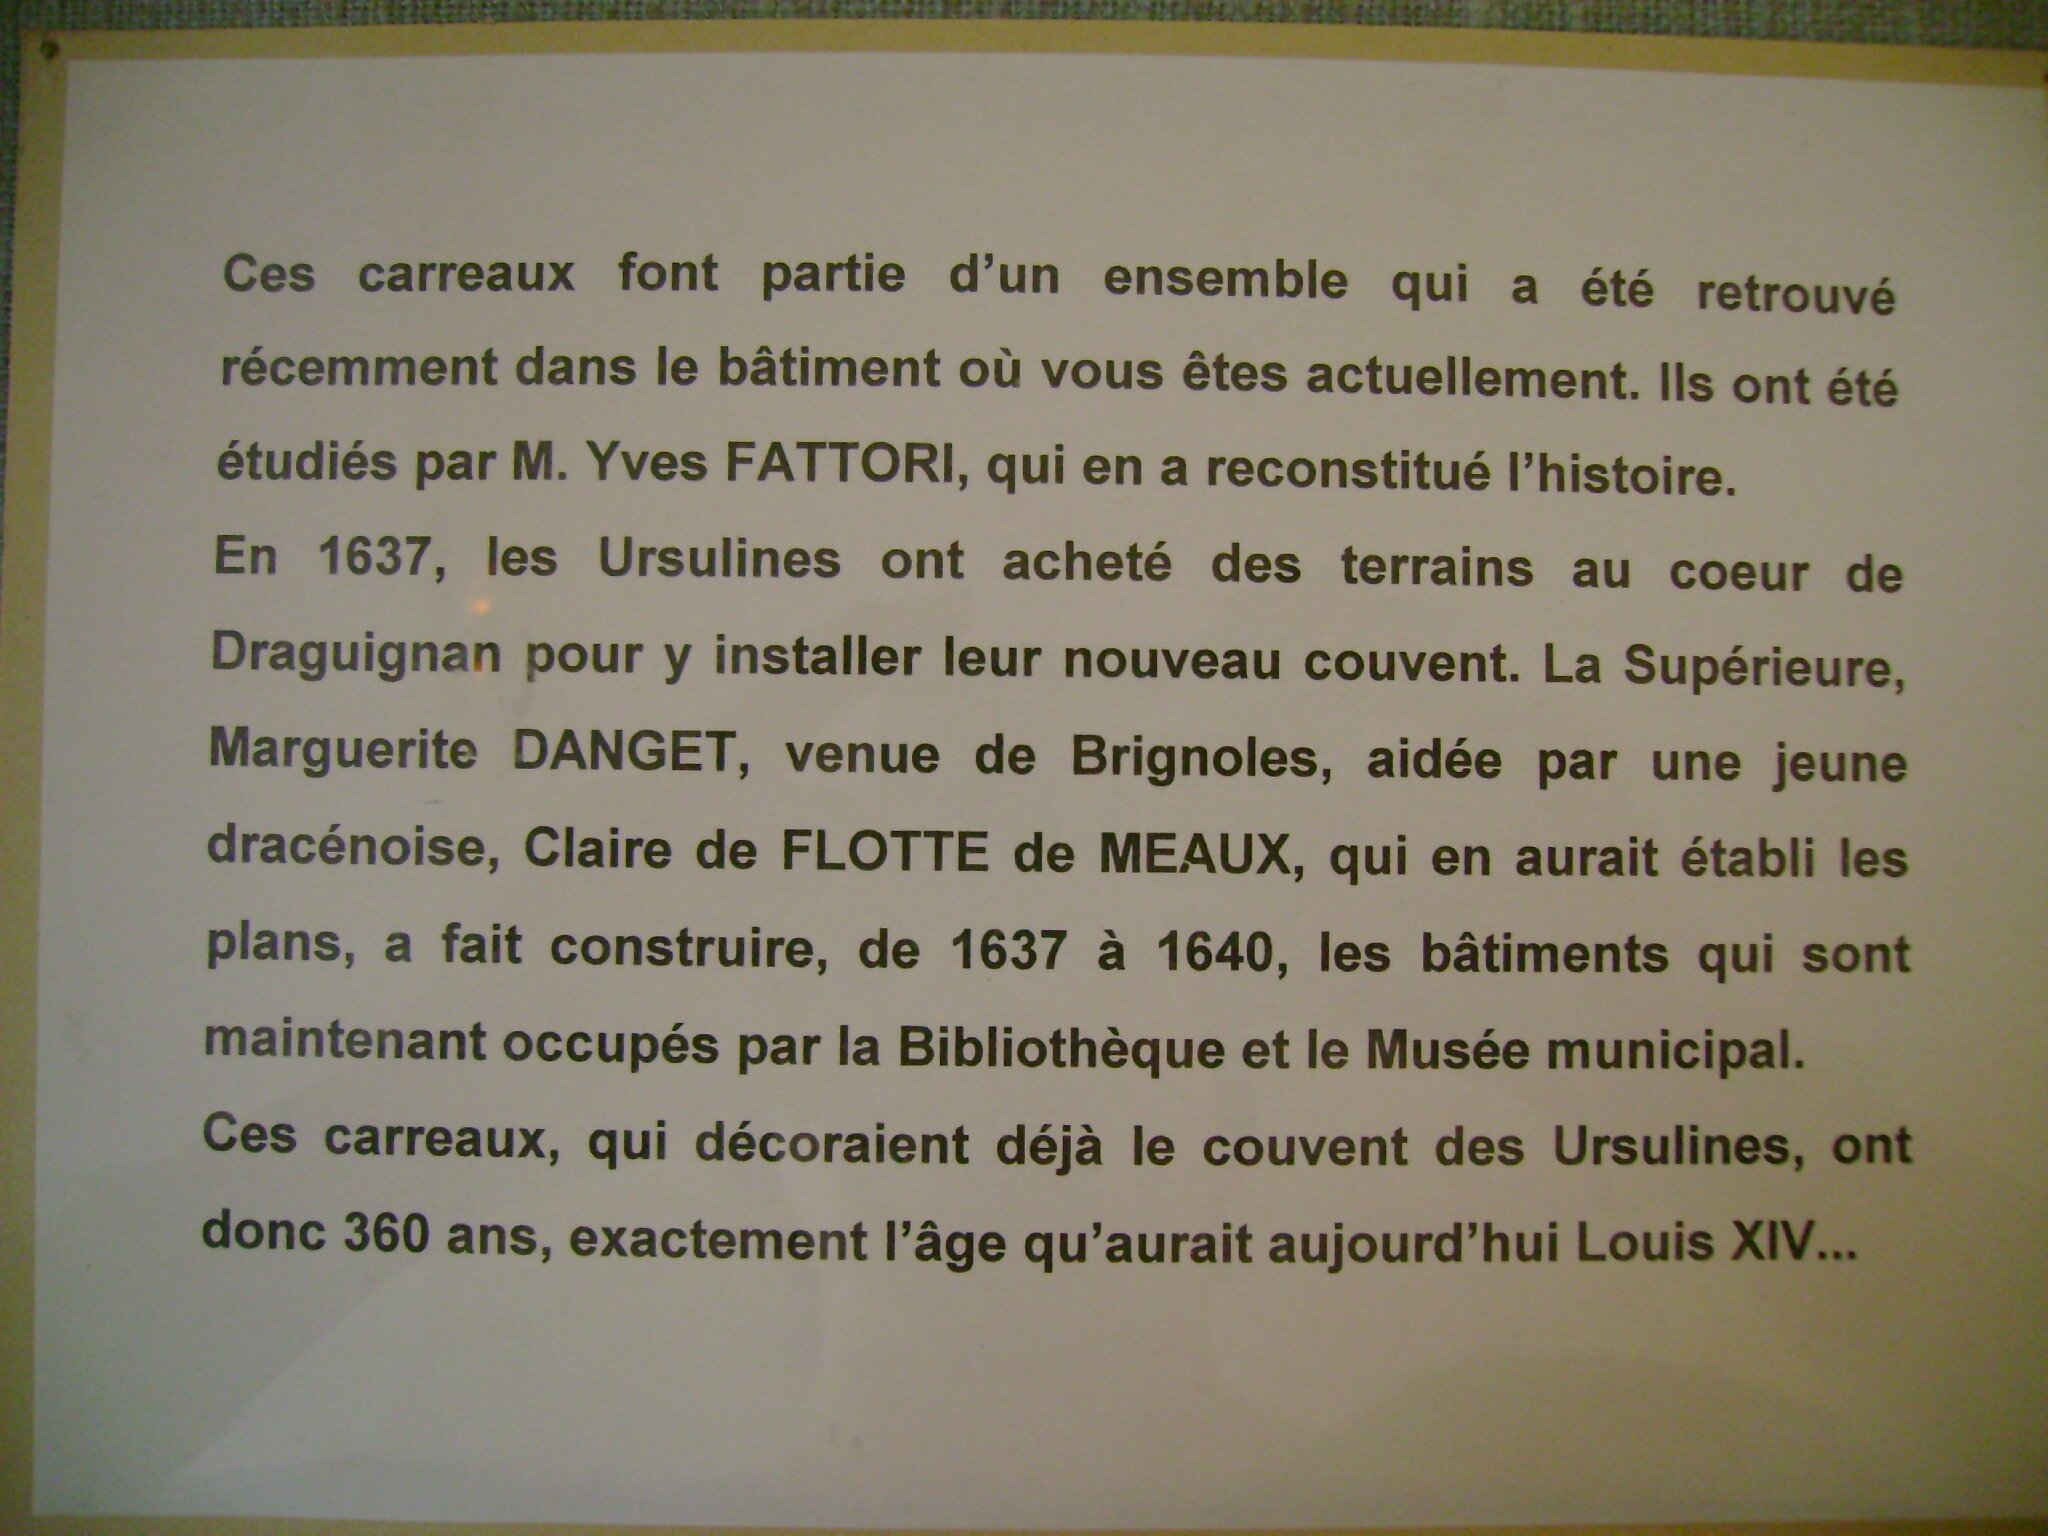 Ces carreaux font partie d'un ensemble qui a été retrouvé
récemment dans le bâtiment où vous êtes actuellement. Ils ont été
étudiés par M. Yves FATTORI, qui en a reconstitué l'histoire.
En 1637, les Ursulines ont acheté des terrains au coeur de
Draguignan pour y installer leur nouveau couvent. La Supérieure,
Marguerite DANGET, venue de Brignoles, aidée par une jeune
dracénoise, Claire de FLOTTE de MEAUX, qui en aurait établi les
plans, a fait construire, de 1637 à 1640, les bâtiments qui sont
maintenant occupés par la Bibliothèque et le Musée municipal.
Ces carreaux, qui décoraient déjà le couvent des Ursulines, ont
donc 360 ans, exactement l'âge qu'aurait aujourd'hui Louis XIV...